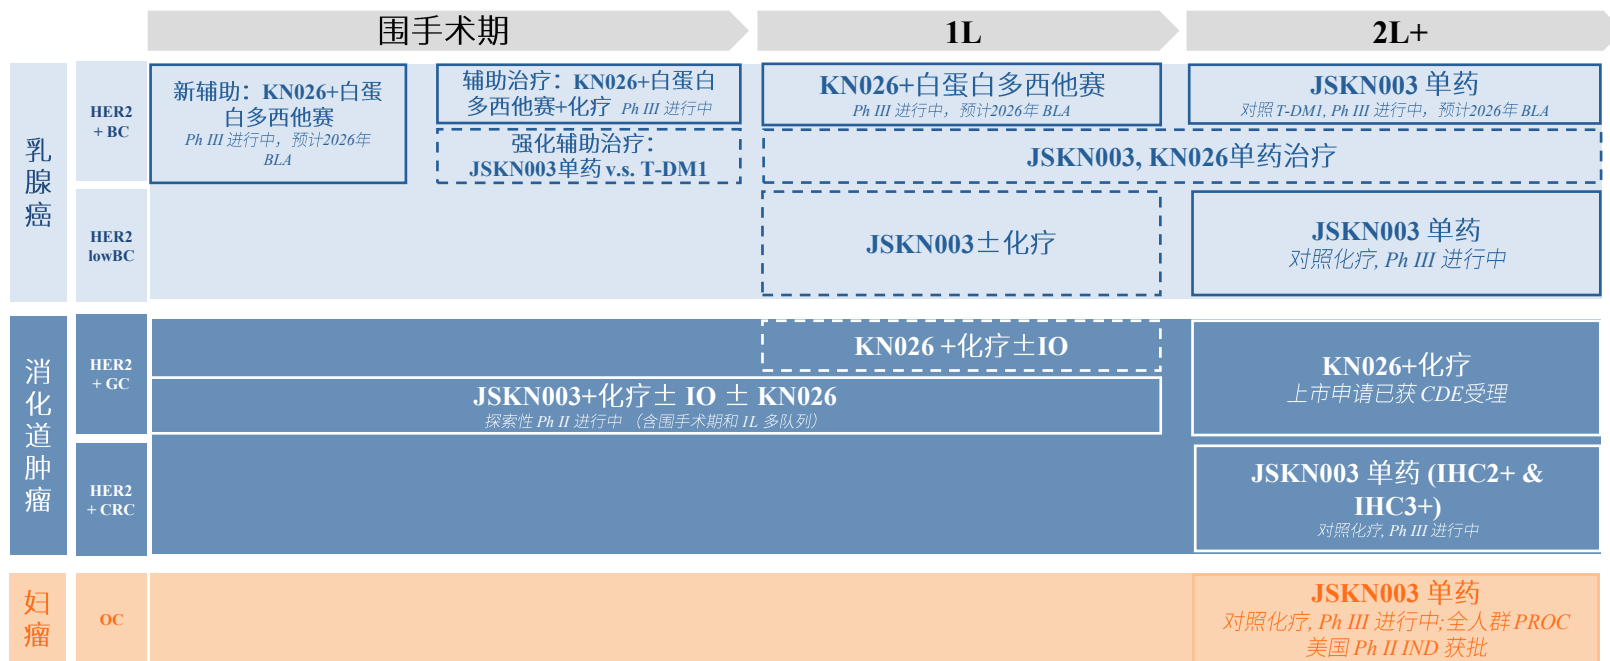 围手术期
1L
2L+
乳腺癌
HER2
+ BC
新辅助：KN026+白蛋
白多西他赛
Ph III 进行中，预计2026年
BLA
辅助治疗：KN026+白蛋白
多西他赛+化疗 Ph III 进行中
强化辅助治疗：
JSKN003单药 v.s. T-DM1
KN026+白蛋白多西他赛
Ph III 进行中，预计2026年 BLA
JSKN003 单药
对照 T-DM1, Ph III 进行中，预计2026年 BLA
JSKN003, KN026单药治疗
HER2
lowBC
JSKN003±化疗
JSKN003 单药
对照化疗, Ph III 进行中
消化道肿瘤
HER2
+ GC
KN026 +化疗±IO
JSKN003+化疗± IO ± KN026
探索性 Ph II 进行中 （含围手术期和 1L 多队列）
KN026+化疗
上市申请已获 CDE受理
HER2
+ CRC
JSKN003 单药 (IHC2+ &
IHC3+)
对照化疗, Ph III 进行中
妇瘤
OC
JSKN003 单药
对照化疗, Ph III 进行中;全人群 PROC
美国 Ph II IND 获批